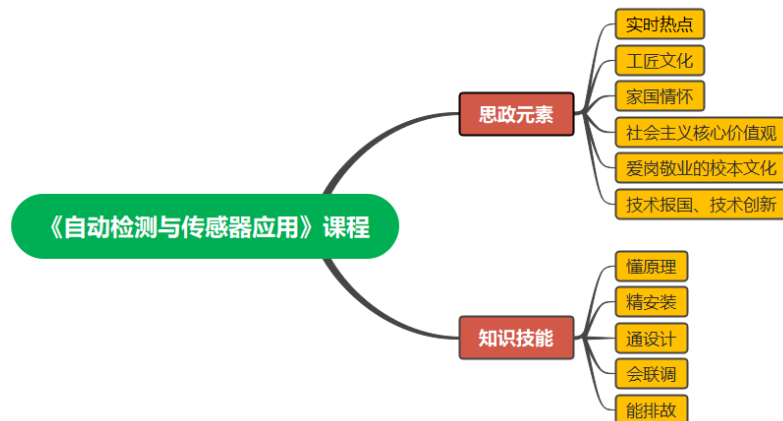 《自动检测与传感器应用》课程
思政元素
实时热点
工匠文化
家国情怀
社会主义核心价值观
爱岗敬业的校本文化
技术报国、技术创新
知识技能
懂原理
精安装
通设计
会联调
能排故